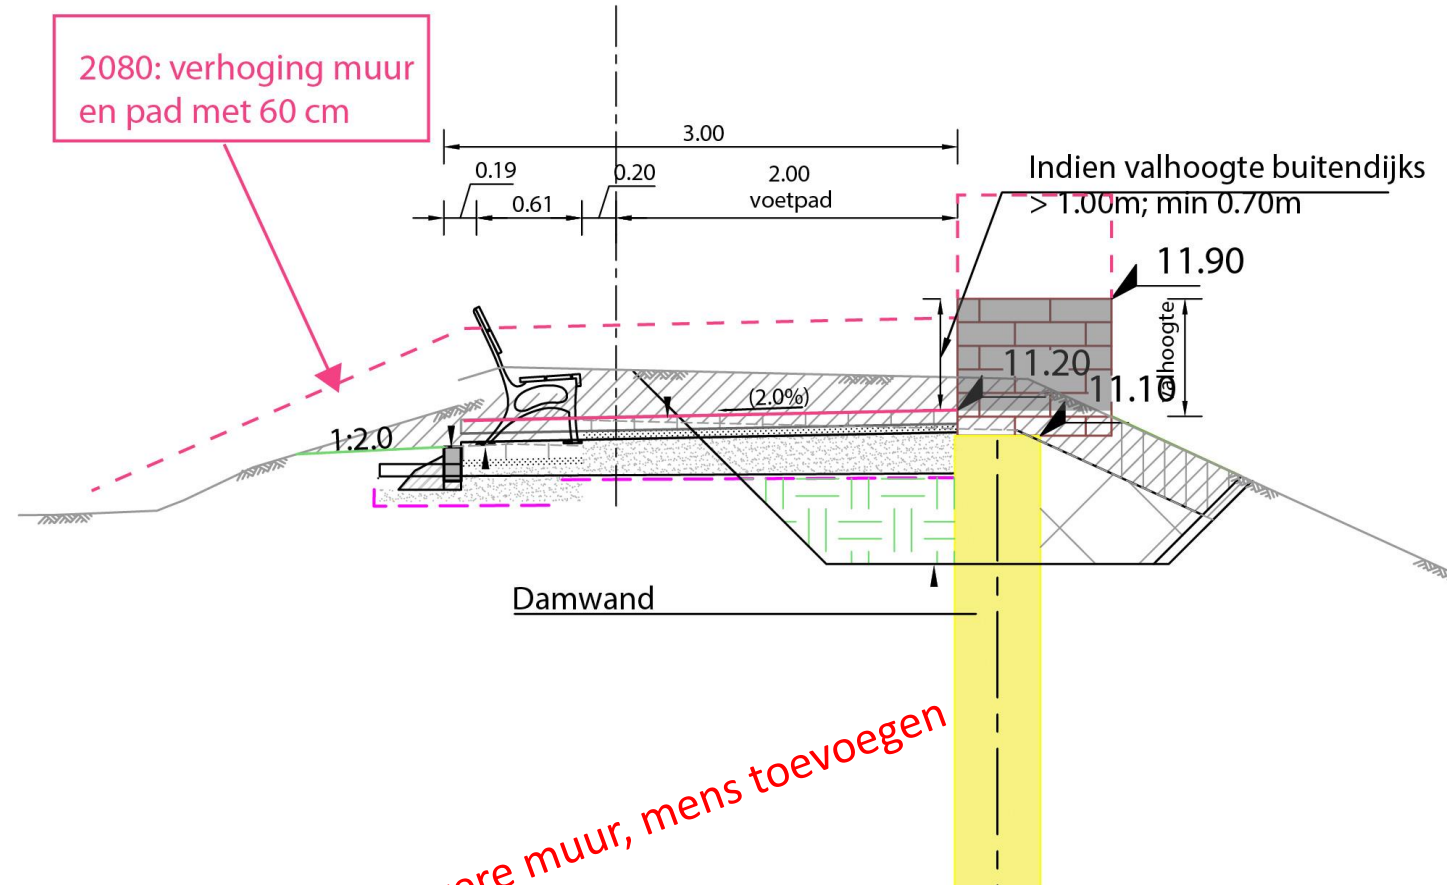 2080: verhoging muur
en pad met 60 cm
3.00
0.19
0.61
0.20
2.00
voetpad
Indien valhoogte buitendijks
> 1.00m; min 0.70m
11.90
valhoogte
11.20
11.10
(2.0%)
1:2.0
Damwand
muur, mens toevoegen